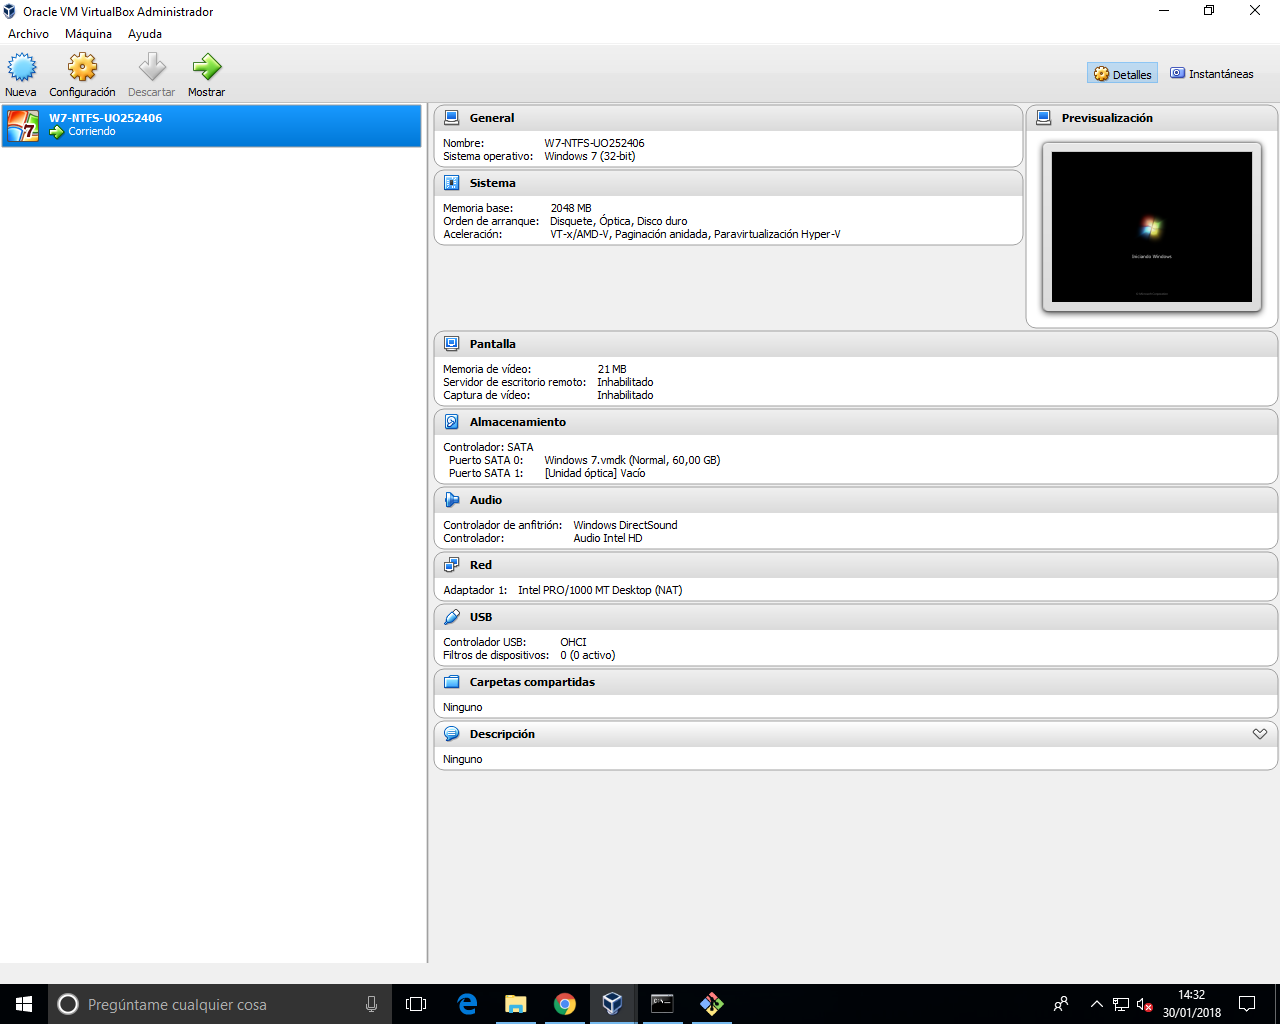 Oracle VM VirtualBox Administrador
Archivo Máquina Ayuda
Nueva Configuración Descartar Mostrar
Detalles Instantáneas
W7-NTFS-UO252406
Corriendo
General
Nombre: W7-NTFS-UO252406
Sistema operativo: Windows 7 (32-bit)
Sistema
Memoria base: 2048 MB
Orden de arranque: Disquete, Óptica, Disco duro
Aceleración: VT-x/AMD-V, Paginación anidada, Paravirtualización Hyper-V
Previsualización
Iniciando Windows
Pantalla
Memoria de vídeo: 21 MB
Servidor de escritorio remoto: Inhabilitado
Captura de vídeo: Inhabilitado
Almacenamiento
Controlador: SATA
Puerto SATA 0: Windows 7.vmdk (Normal, 60,00 GB)
Puerto SATA 1: [Unidad óptica] Vacío
Audio
Controlador de anfitrión: Windows DirectSound
Controlador: Audio Intel HD
Red
Adaptador 1: Intel PRO/1000 MT Desktop (NAT)
USB
Controlador USB: OHCI
Filtros de dispositivos: 0 (0 activo)
Carpetas compartidas
Ninguno
Descripción
Ninguno
Pregúntame cualquier cosa
14:32
30/01/2018